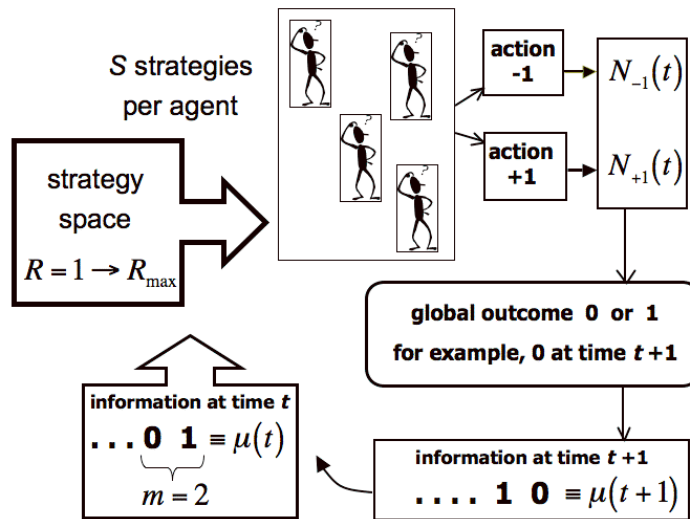 S strategies
per agent
strategy
space
R = 1 → R_max
?
?
?
?
action
-1
action
+1
N_{-1}(t)
N_{+1}(t)
global outcome 0 or 1
for example, 0 at time t+1
information at time t+1
.... 1 0 ≡ μ(t+1)
information at time t
...0 1 ≡ μ(t)
m = 2